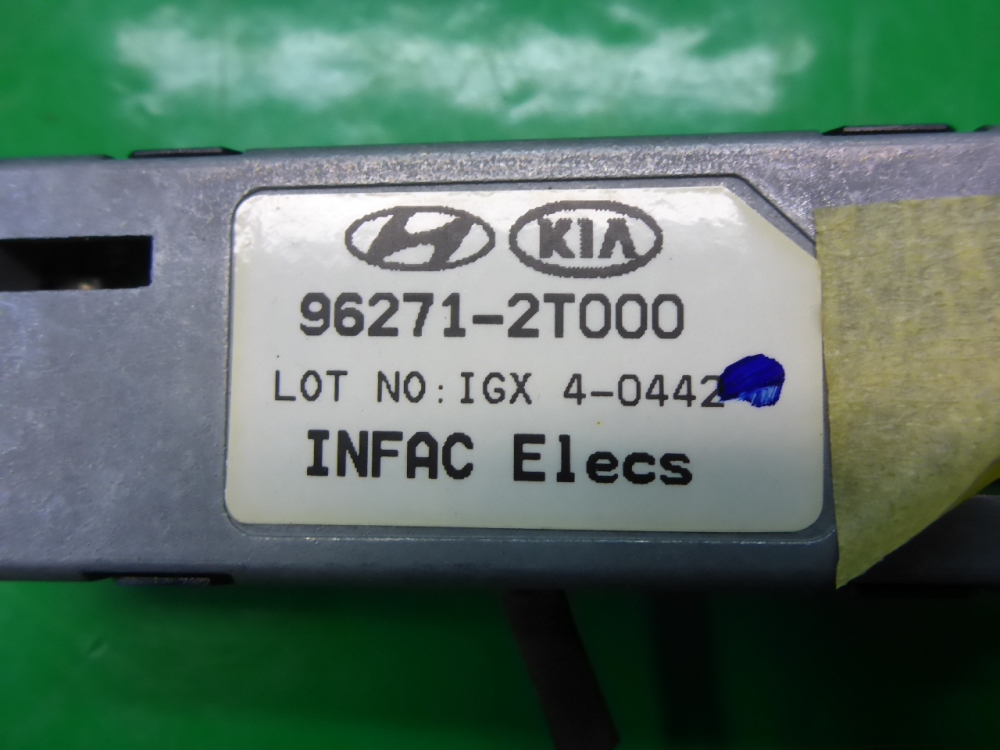 KIA
96271-2T000
LOT NO:IGX 4-0442
INFAC Elecs